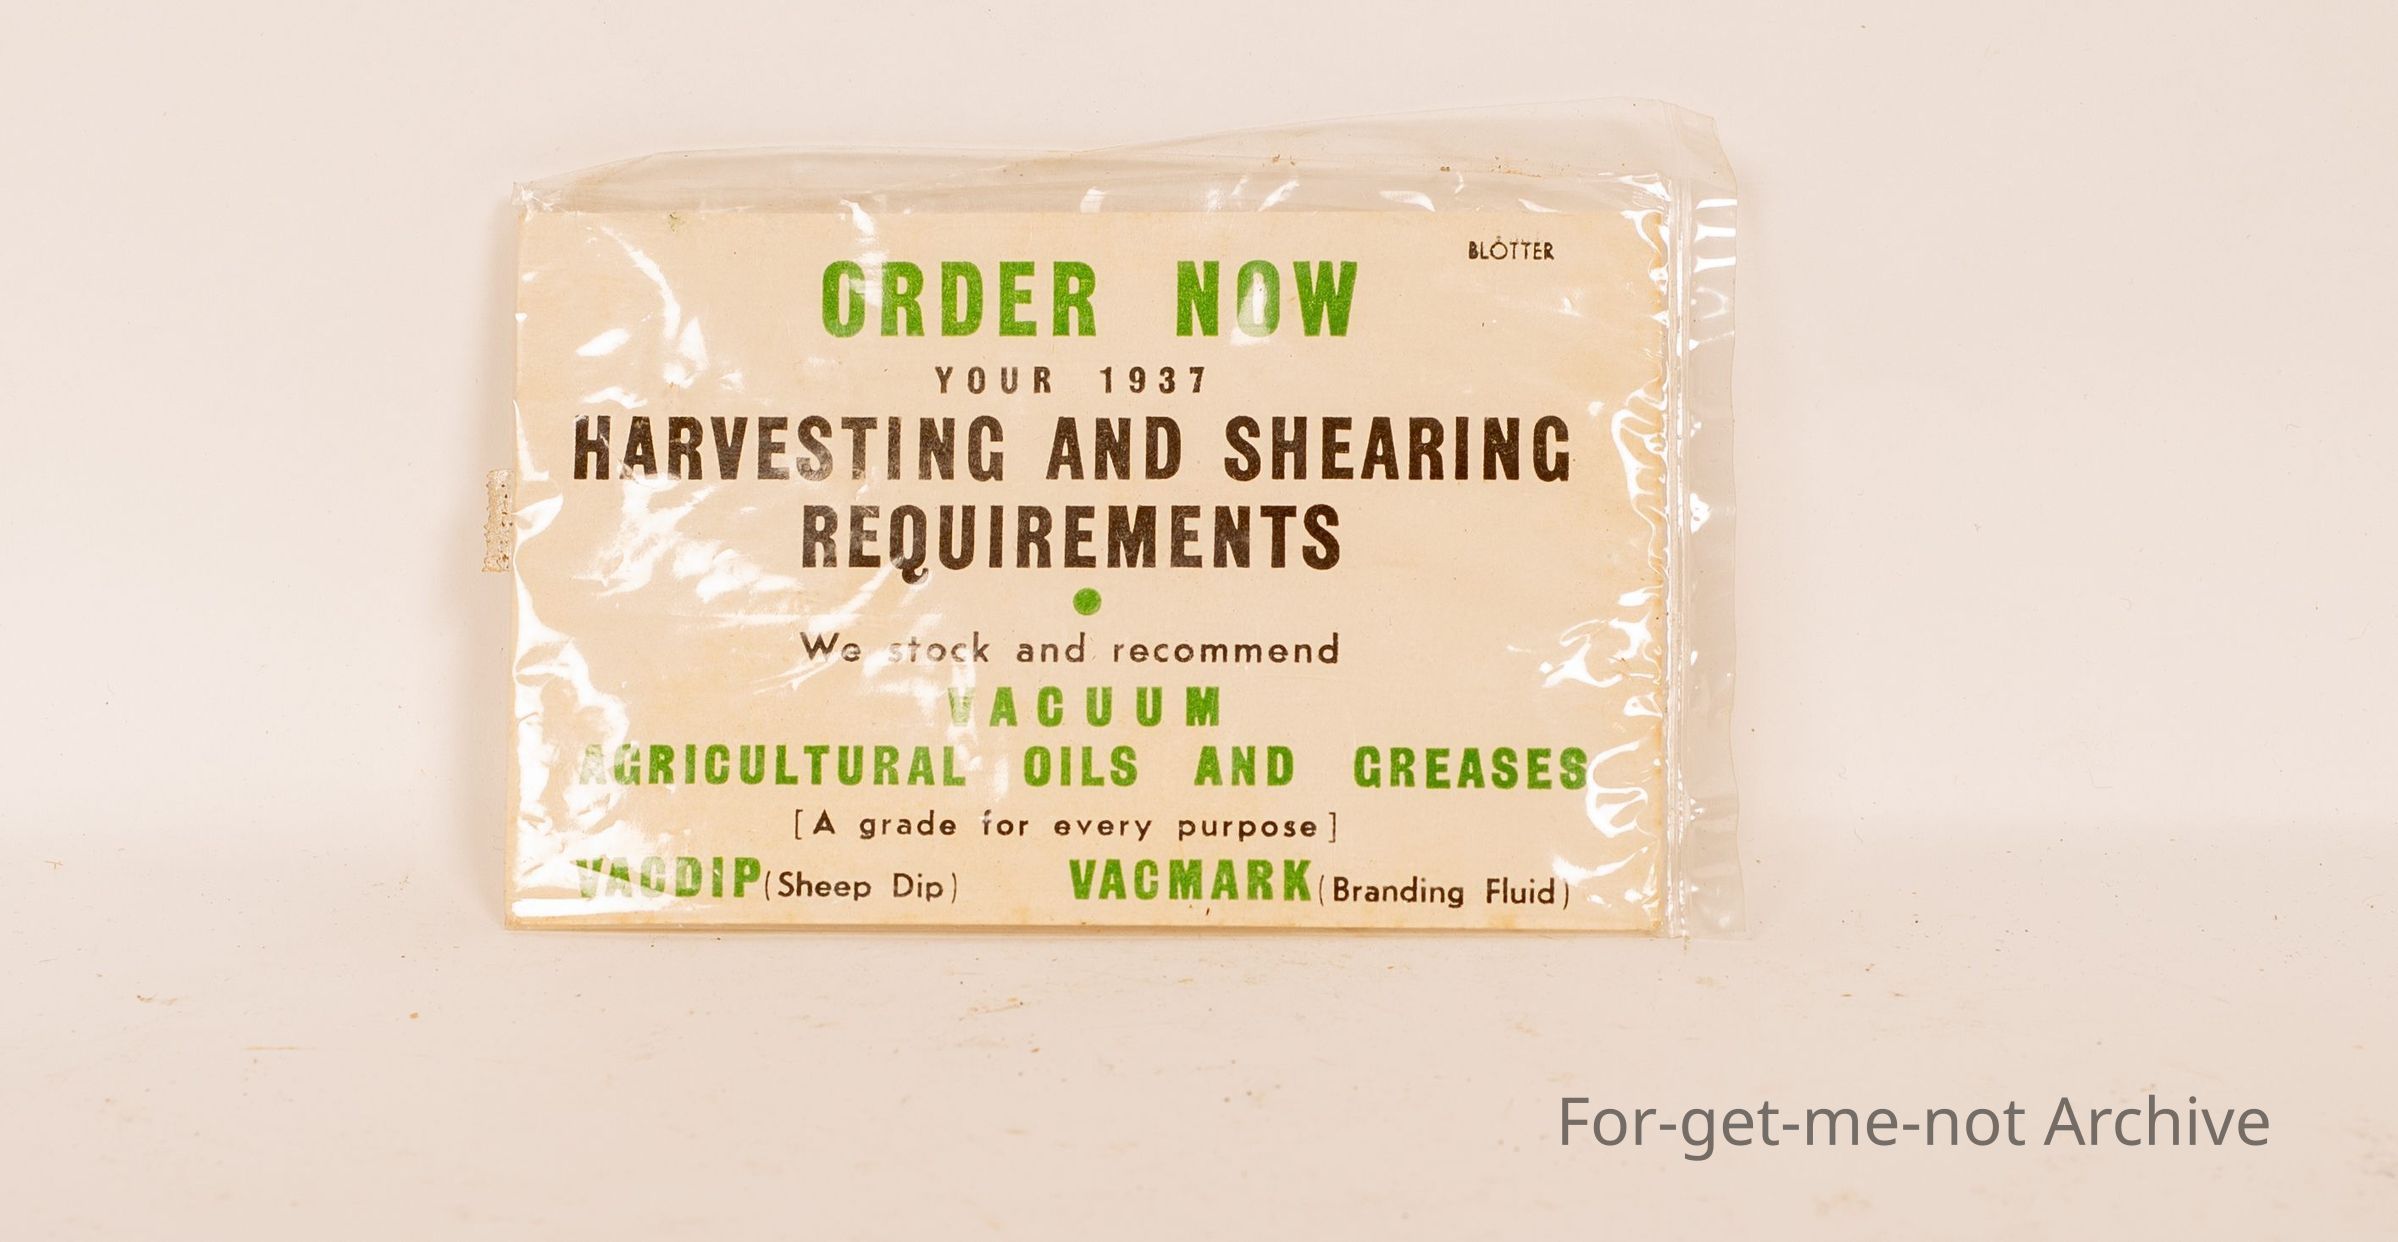 BLOTTER
ORDER NOW
YOUR 1937
HARVESTING AND SHEARING
REQUIREMENTS
We stock and recommend
VACUUM
AGRICULTURAL OILS AND GREASES
[A grade for every purpose]
VACDIP (Sheep Dip) VACMARK (Branding Fluid)
For-get-me-not Archive